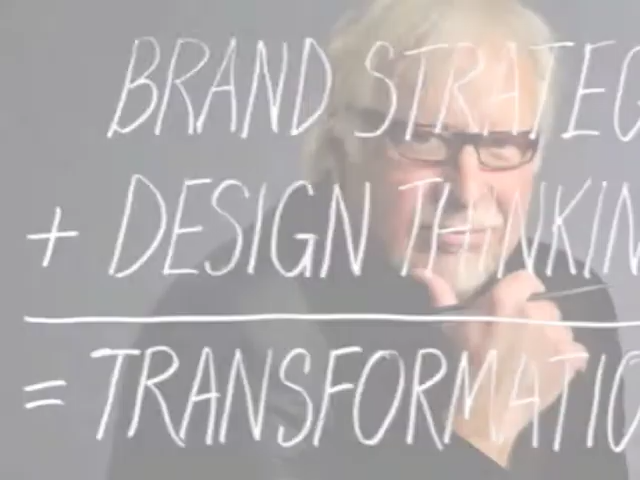 BRAND STRATEG
+ DESIGN THINKIN
= TRANSFORMATIO